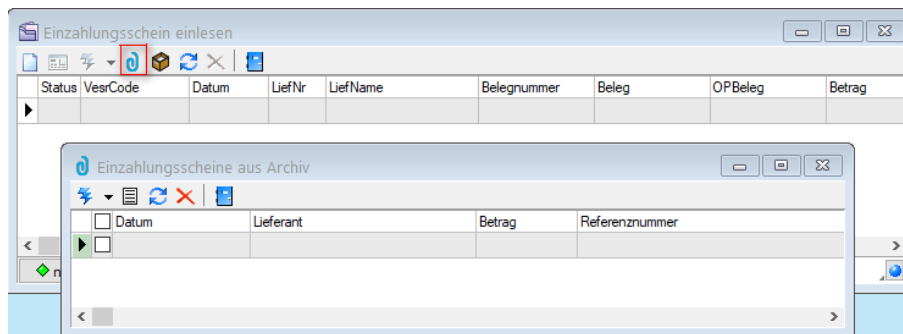 Einzahlungsschein einlesen
Status VesrCode Datum LiefNr LiefName Belegnummer Beleg OPBeleg Betrag
Einzahlungsscheine aus Archiv
Datum Lieferant Betrag Referenznummer
n